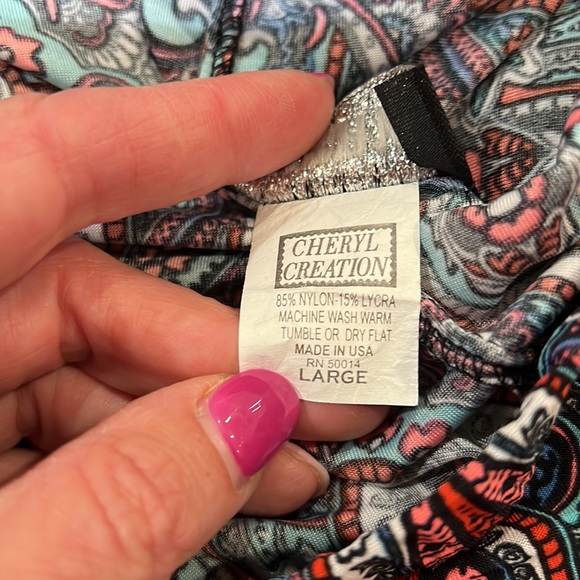 CHERYL
CREATION
85% NYLON-15% LYCRA
MACHINE WASH WARM
TUMBLE OR DRY FLAT
MADE IN USA
RN 50014
LARGE